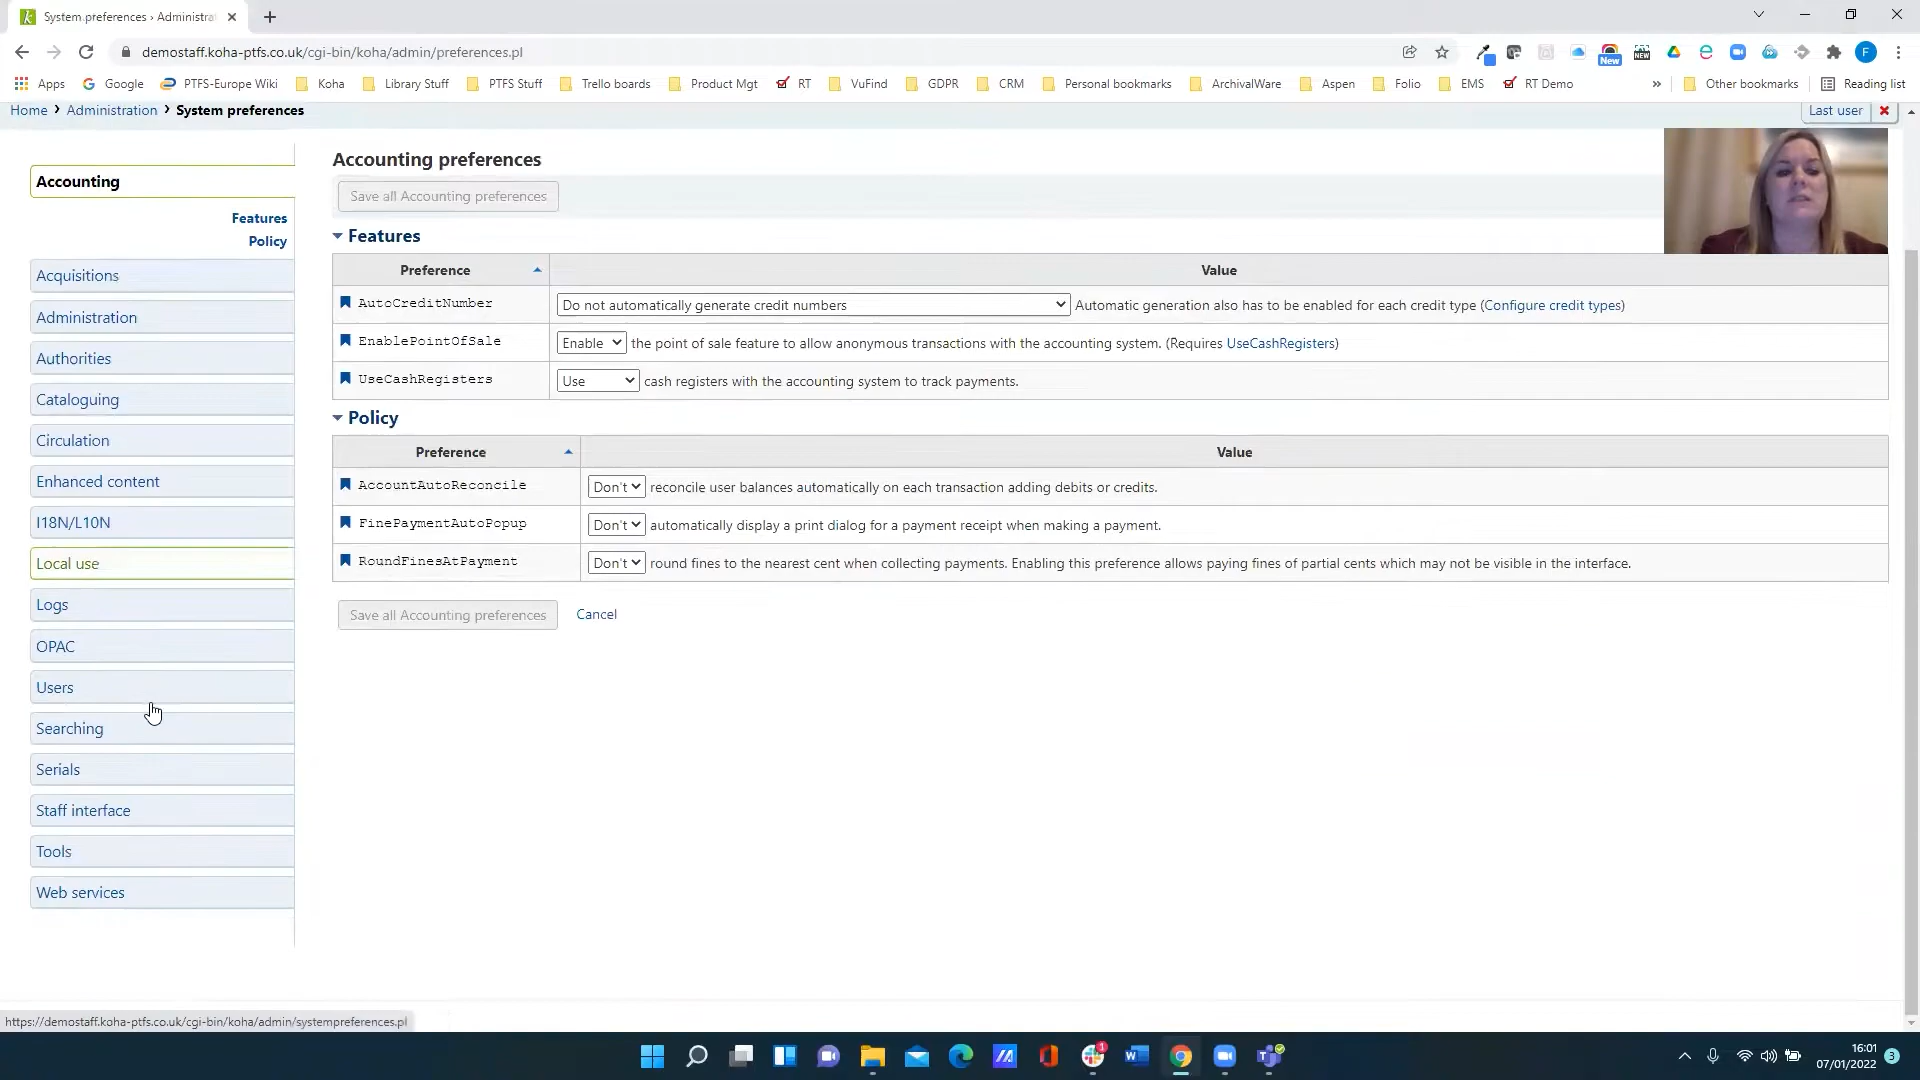 System preferences › Administra
demostaff.koha-ptfs.co.uk/cgi-bin/koha/admin/preferences.pl
New
NEW
F
Apps
Google
PTFS-Europe Wiki
Koha
Library Stuff
PTFS Stuff
Trello boards
Product Mgt
RT
VuFind
GDPR
CRM
Personal bookmarks
ArchivalWare
Aspen
Folio
EMS
RT Demo
»
Other bookmarks
Reading list
Home › Administration › System preferences
Last user
Accounting
Features
Policy
Acquisitions
Administration
Authorities
Cataloguing
Circulation
Enhanced content
I18N/L10N
Local use
Logs
OPAC
Users
Searching
Serials
Staff interface
Tools
Web services
Accounting preferences
Save all Accounting preferences
Features
Preference Value
AutoCreditNumber Do not automatically generate credit numbers Automatic generation also has to be enabled for each credit type (Configure credit types)
EnablePointOfSale Enable the point of sale feature to allow anonymous transactions with the accounting system. (Requires UseCashRegisters)
UseCashRegisters Use cash registers with the accounting system to track payments.
Policy
Preference Value
AccountAutoReconcile Don't reconcile user balances automatically on each transaction adding debits or credits.
FinePaymentAutoPopup Don't automatically display a print dialog for a payment receipt when making a payment.
RoundFinesAtPayment Don't round fines to the nearest cent when collecting payments. Enabling this preference allows paying fines of partial cents which may not be visible in the interface.
Save all Accounting preferences Cancel
https://demostaff.koha-ptfs.co.uk/cgi-bin/koha/admin/systempreferences.pl
1
16:01
07/01/2022
3